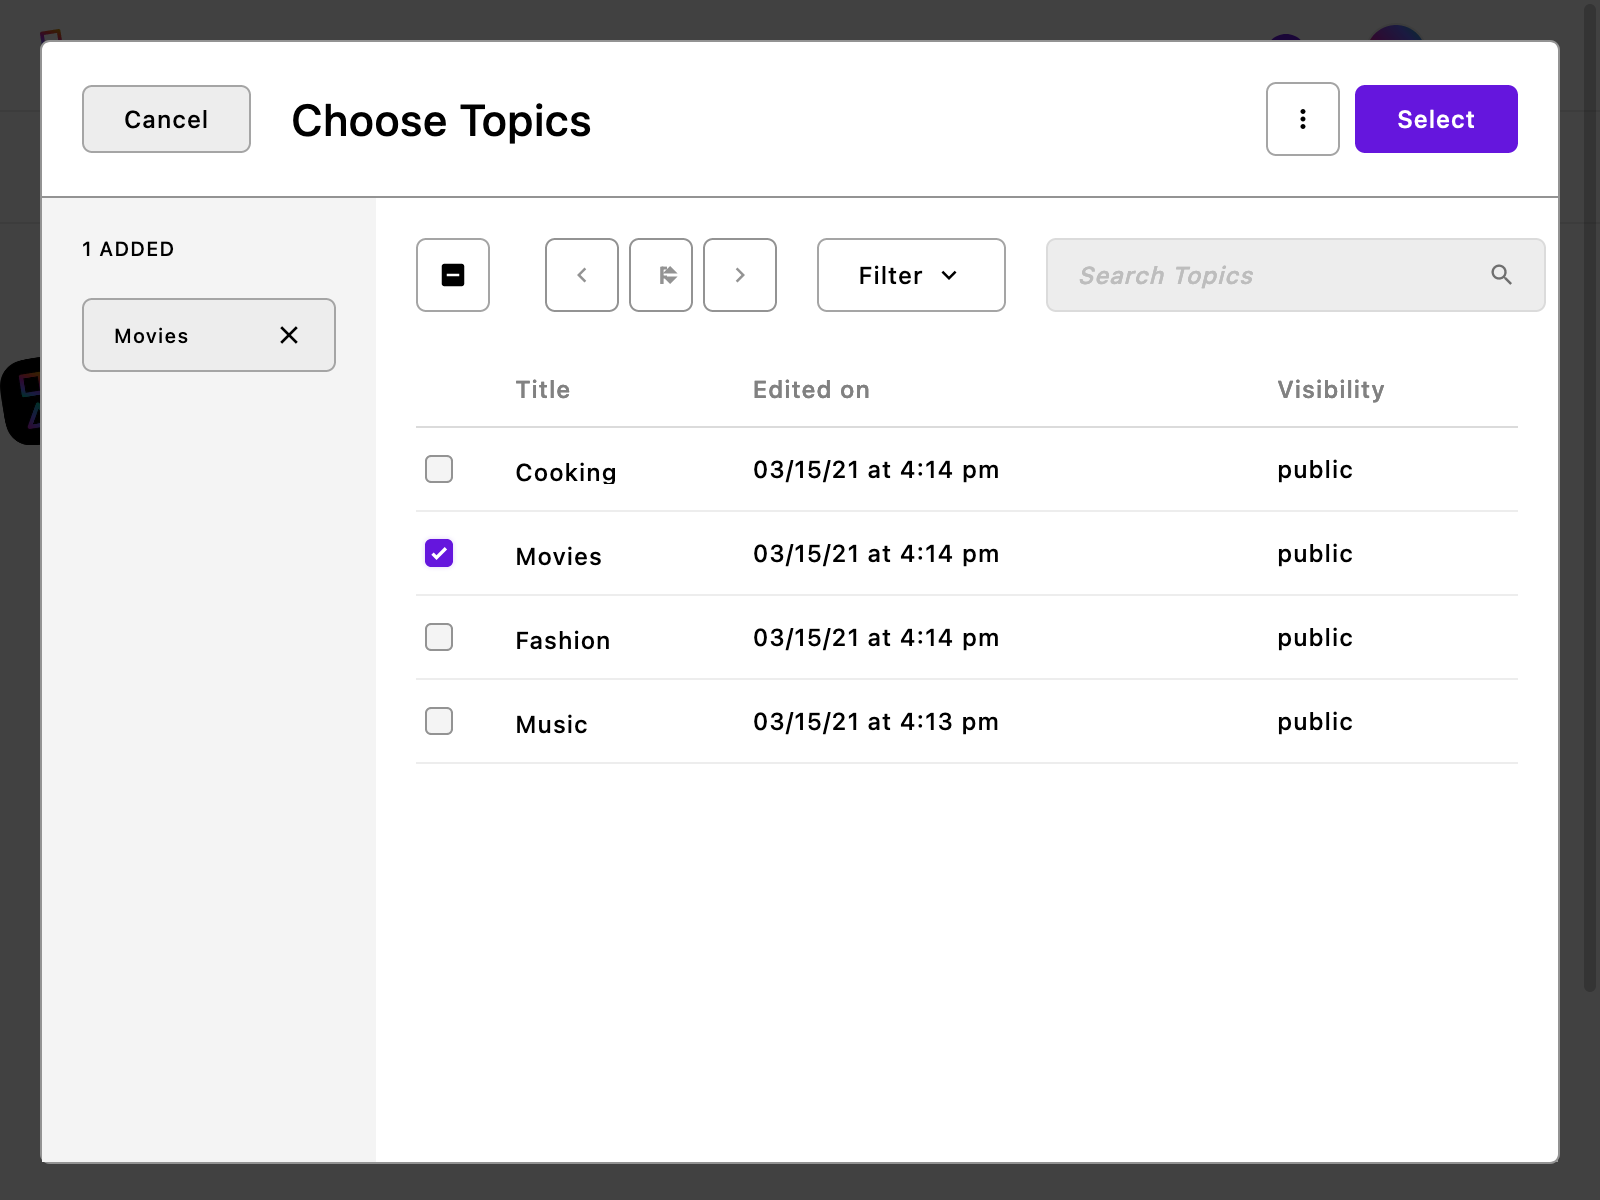 Cancel
Choose Topics
Select
1 ADDED
Movies
Filter
Search Topics
Title Edited on Visibility
Cooking 03/15/21 at 4:14 pm public
Movies 03/15/21 at 4:14 pm public
Fashion 03/15/21 at 4:14 pm public
Music 03/15/21 at 4:13 pm public